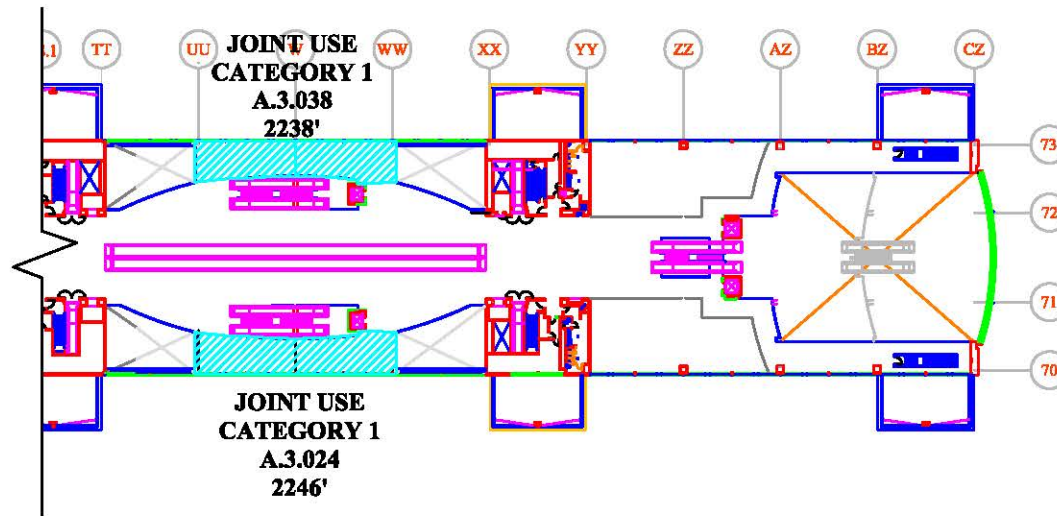 JOINT USE
CATEGORY 1
A.3.038
2238'
TT
UU
WW
XX
YY
ZZ
AZ
BZ
CZ
73
72
71
70
JOINT USE
CATEGORY 1
A.3.024
2246'